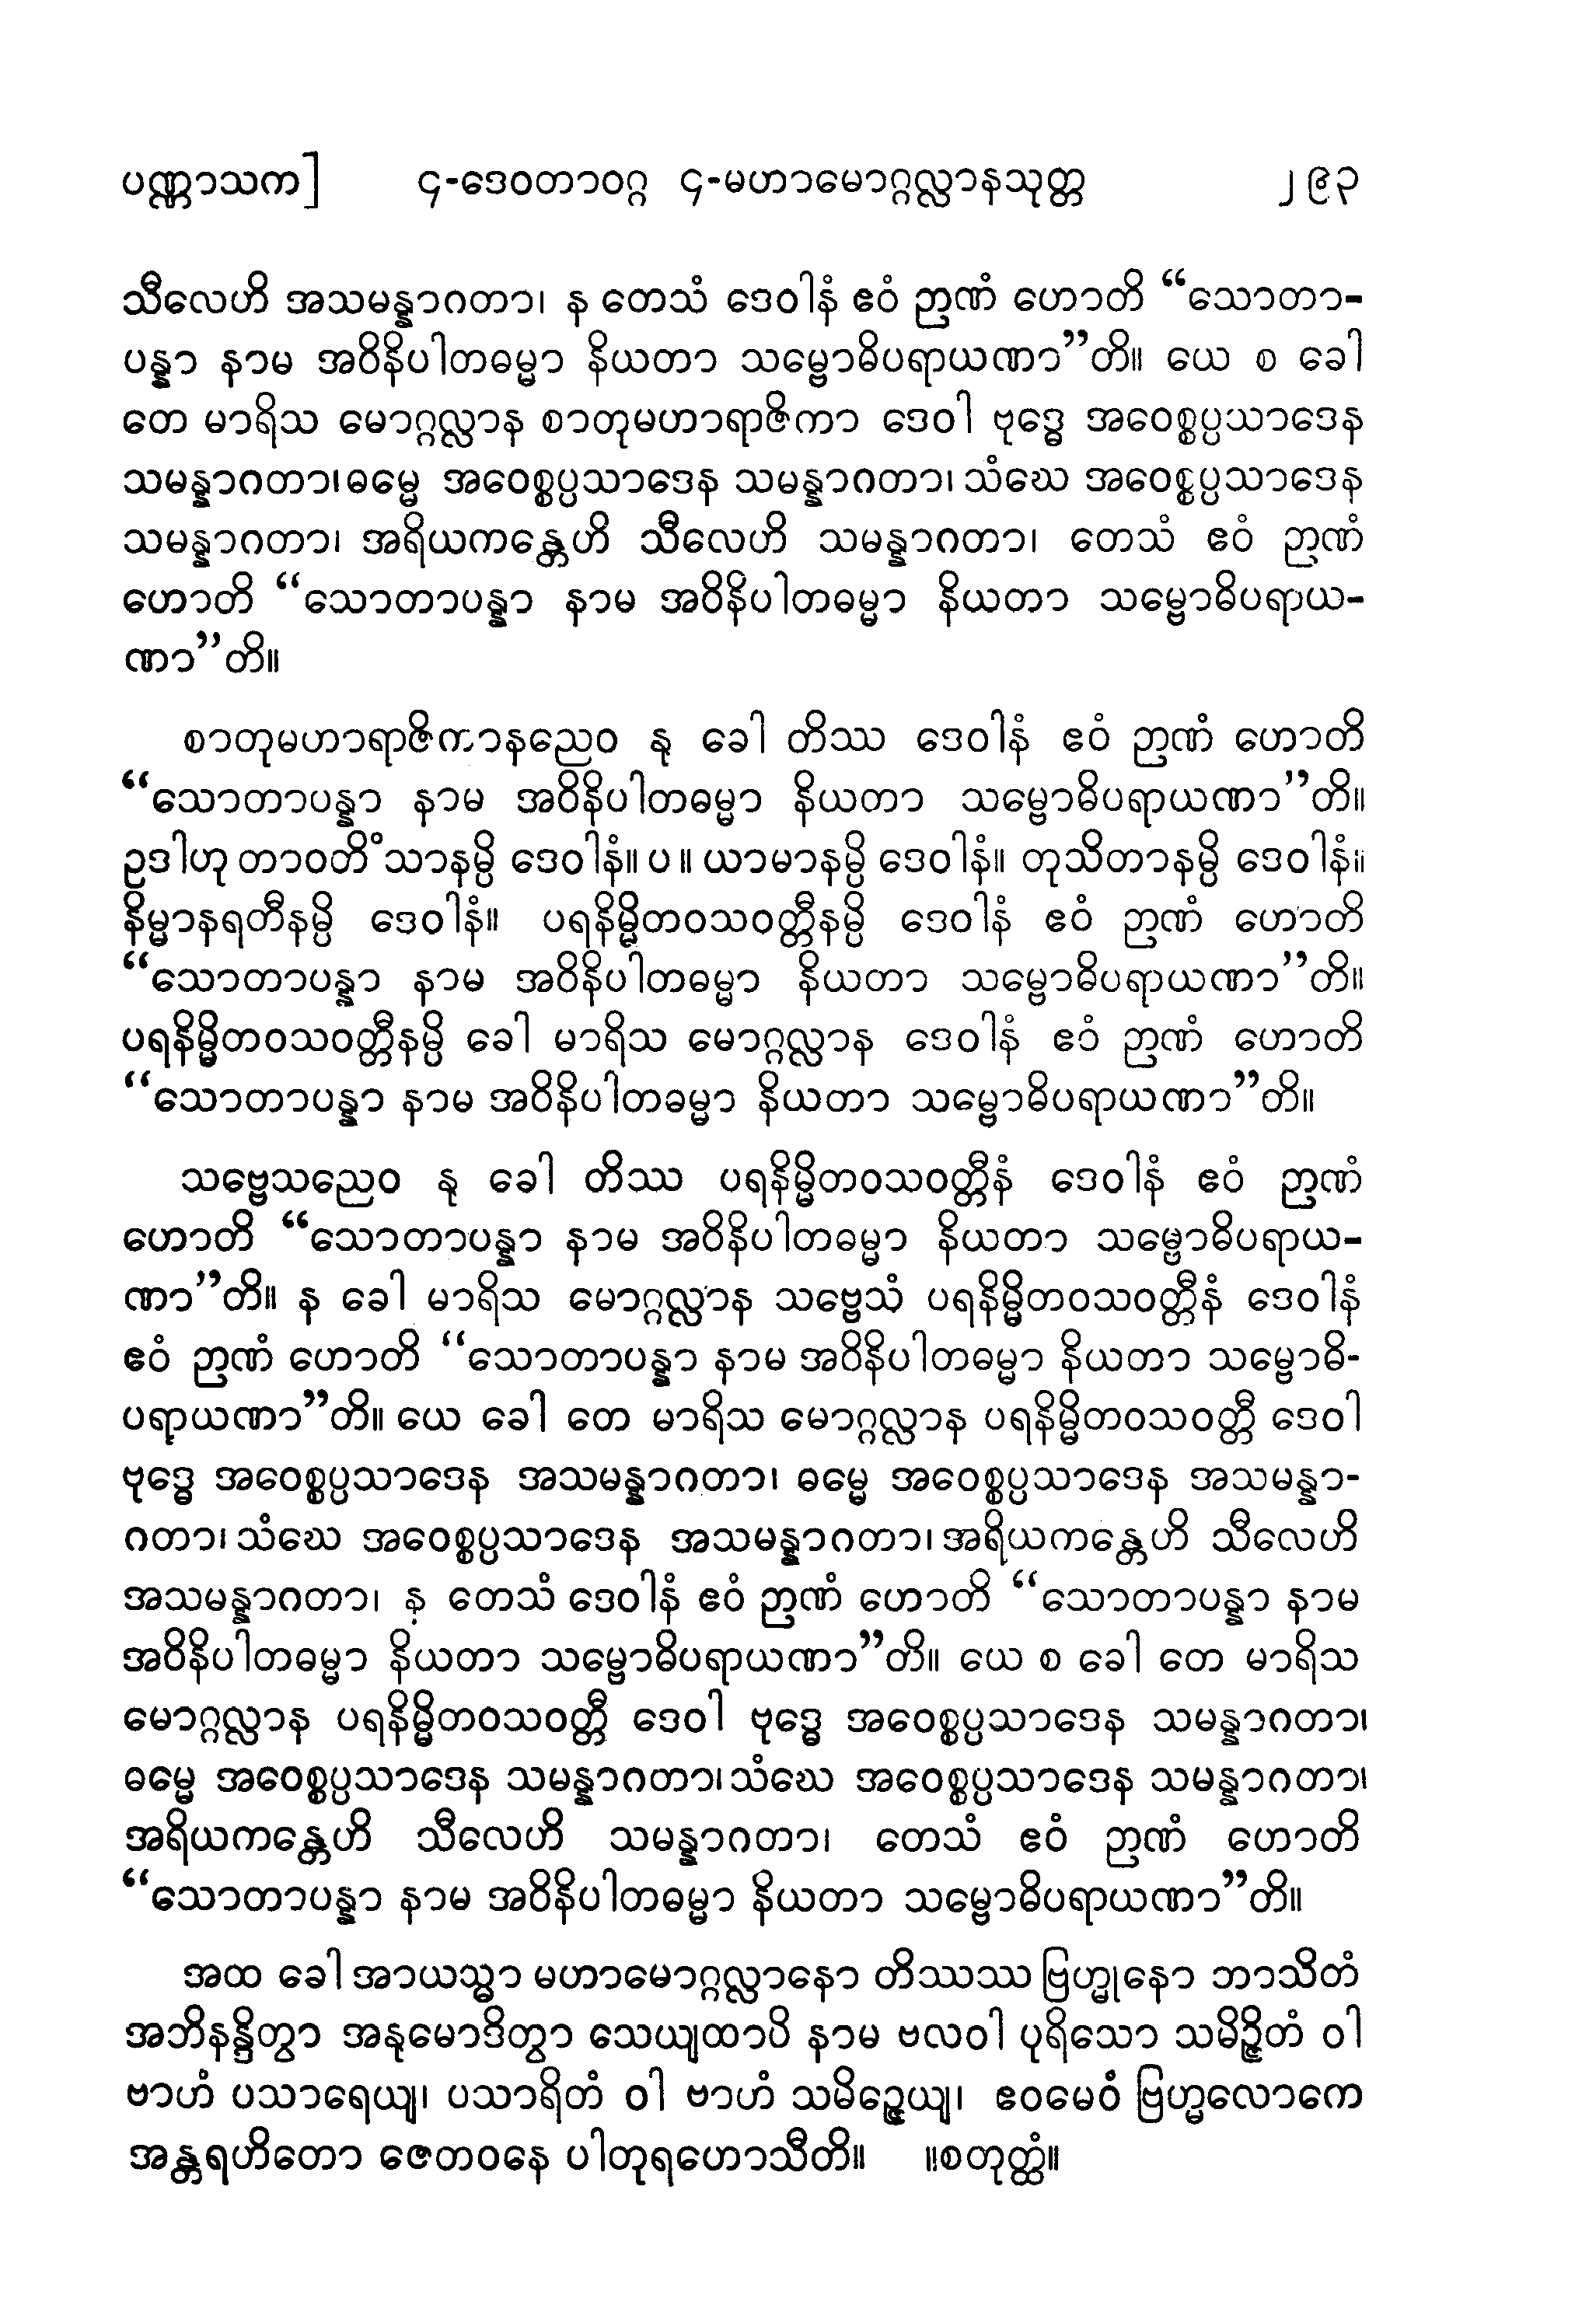 ပဏ္ဏာသက] ၄-ဒေဝတာဝဂ္ဂ ၄-မဟာမောဂ္ဂလ္လာနသုတ္တ ၂၉၃
သီလေဟိ အသမန္နာဂတာ၊ န တေသံ ဒေဝါနံ ဧဝံ ဉာဏံ ဟောတိ “သောတာ-
ပန္နာ နာမ အဝိနိပါတဓမ္မာ နိယတာ သမ္ဗောဓိပရာယဏာ”တိ။ ယေ စ ခေါ
တေ မာရိသ မောဂ္ဂလ္လာန စာတုမဟာရာဇိကာ ဒေဝါ ဗုဒ္ဓေ အဝေစ္စပ္ပသာဒေန
သမန္နာဂတာ၊ ဓမ္မေ အဝေစ္စပ္ပသာဒေန သမန္နာဂတာ၊ သံဃေ အဝေစ္စပ္ပသာဒေန
သမန္နာဂတာ၊ အရိယကန္တေဟိ သီလေဟိ သမန္နာဂတာ၊ တေသံ ဧဝံ ဉာဏံ
ဟောတိ “သောတာပန္နာ နာမ အဝိနိပါတဓမ္မာ နိယတာ သမ္ဗောဓိပရာယ-
ဏာ”တိ။
စာတုမဟာရာဇိကာနညေဝ နု ခေါ တိဿ ဒေဝါနံ ဧဝံ ဉာဏံ ဟောတိ
“သောတာပန္နာ နာမ အဝိနိပါတဓမ္မာ နိယတာ သမ္ဗောဓိပရာယဏာ”တိ။
ဥဒါဟု တာဝတိံသာနမ္ပိ ဒေဝါနံ။ ပ ။ ယာမာနမ္ပိ ဒေဝါနံ။ တုသိတာနမ္ပိ ဒေဝါနံ။
နိမ္မာနရတီနမ္ပိ ဒေဝါနံ။ ပရနိမ္မိတဝသဝတ္တီနမ္ပိ ဒေဝါနံ ဧဝံ ဉာဏံ ဟောတိ
“သောတာပန္နာ နာမ အဝိနိပါတဓမ္မာ နိယတာ သမ္ဗောဓိပရာယဏာ”တိ။
ပရနိမ္မိတဝသဝတ္တီနမ္ပိ ခေါ မာရိသ မောဂ္ဂလ္လာန ဒေဝါနံ ဧဝံ ဉာဏံ ဟောတိ
“သောတာပန္နာ နာမ အဝိနိပါတဓမ္မာ နိယတာ သမ္ဗောဓိပရာယဏာ”တိ။
သဗ္ဗေသညေဝ နု ခေါ တိဿ ပရနိမ္မိတဝသဝတ္တီနံ ဒေဝါနံ ဧဝံ ဉာဏံ
ဟောတိ “သောတာပန္နာ နာမ အဝိနိပါတဓမ္မာ နိယတာ သမ္ဗောဓိပရာယ-
ဏာ”တိ။ န ခေါ မာရိသ မောဂ္ဂလ္လာန သဗ္ဗေသံ ပရနိမ္မိတဝသဝတ္တီနံ ဒေဝါနံ
ဧဝံ ဉာဏံ ဟောတိ “သောတာပန္နာ နာမ အဝိနိပါတဓမ္မာ နိယတာ သမ္ဗောဓိ-
ပရာယဏာ”တိ။ ယေ ခေါ တေ မာရိသ မောဂ္ဂလ္လာန ပရနိမ္မိတဝသဝတ္တီ ဒေဝါ
ဗုဒ္ဓေ အဝေစ္စပ္ပသာဒေန အသမန္နာဂတာ၊ ဓမ္မေ အဝေစ္စပ္ပသာဒေန အသမန္နာ-
ဂတာ၊ သံဃေ အဝေစ္စပ္ပသာဒေန အသမန္နာဂတာ၊ အရိယကန္တေဟိ သီလေဟိ
အသမန္နာဂတာ၊ န တေသံ ဒေဝါနံ ဧဝံ ဉာဏံ ဟောတိ “သောတာပန္နာ နာမ
အဝိနိပါတဓမ္မာ နိယတာ သမ္ဗောဓိပရာယဏာ”တိ။ ယေ စ ခေါ တေ မာရိသ
မောဂ္ဂလ္လာန ပရနိမ္မိတဝသဝတ္တီ ဒေဝါ ဗုဒ္ဓေ အဝေစ္စပ္ပသာဒေန သမန္နာဂတာ၊
ဓမ္မေ အဝေစ္စပ္ပသာဒေန သမန္နာဂတာ၊ သံဃေ အဝေစ္စပ္ပသာဒေန သမန္နာဂတာ၊
အရိယကန္တေဟိ သီလေဟိ သမန္နာဂတာ၊ တေသံ ဧဝံ ဉာဏံ ဟောတိ
“သောတာပန္နာ နာမ အဝိနိပါတဓမ္မာ နိယတာ သမ္ဗောဓိပရာယဏာ”တိ။
အထ ခေါ အာယသ္မာ မဟာမောဂ္ဂလ္လာနော တိဿဿ ဗြဟ္မုနော ဘာသိတံ
အဘိနန္ဒိတွာ အနုမောဒိတွာ သေယျထာပိ နာမ ဗလဝါ ပုရိသော သမိဉ္ဇိတံ ဝါ
ဗာဟံ ပသာရေယျ၊ ပသာရိတံ ဝါ ဗာဟံ သမိဉ္ဇေယျ၊ ဧဝမေဝံ ဗြဟ္မလောကေ
အန္တရဟိတော ဇေတဝနေ ပါတုရဟောသီတိ။ ။စတုတ္ထံ။